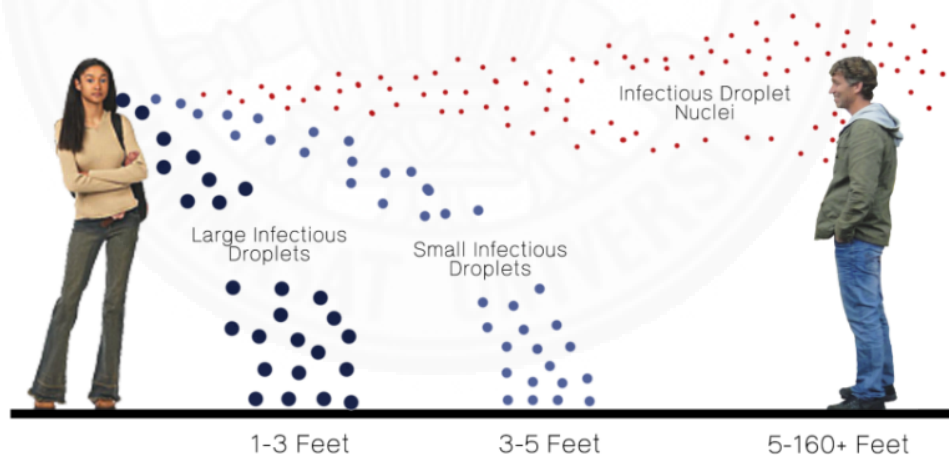 Infectious Droplet
Nuclei
Large Infectious
Droplets
Small Infectious
Droplets
1-3 Feet
3-5 Feet
5-160+ Feet